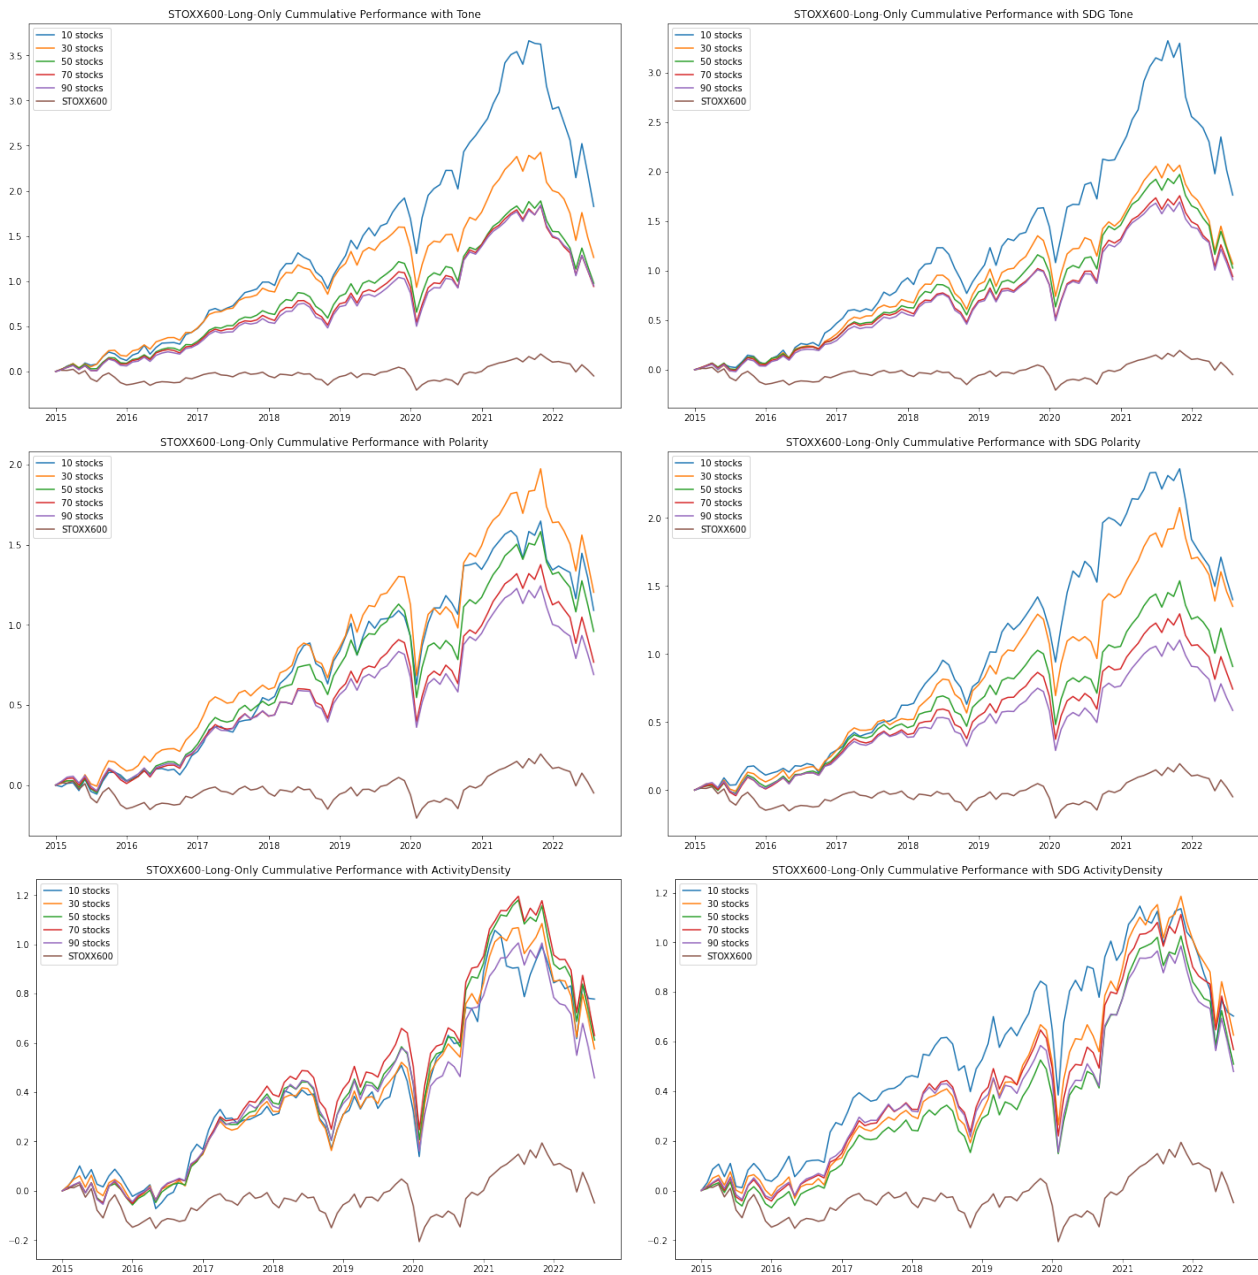 STOXX600-Long-Only Cummulative Performance with Tone
10 stocks
30 stocks
50 stocks
70 stocks
90 stocks
STOXX600
3.5
3.0
2.5
2.0
1.5
1.0
0.5
0.0
2015 2016 2017 2018 2019 2020 2021 2022
STOXX600-Long-Only Cummulative Performance with SDG Tone
10 stocks
30 stocks
50 stocks
70 stocks
90 stocks
STOXX600
3.0
2.5
2.0
1.5
1.0
0.5
0.0
2015 2016 2017 2018 2019 2020 2021 2022
STOXX600-Long-Only Cummulative Performance with Polarity
10 stocks
30 stocks
50 stocks
70 stocks
90 stocks
STOXX600
2.0
1.5
1.0
0.5
0.0
2015 2016 2017 2018 2019 2020 2021 2022
STOXX600-Long-Only Cummulative Performance with SDG Polarity
10 stocks
30 stocks
50 stocks
70 stocks
90 stocks
STOXX600
2.0
1.5
1.0
0.5
0.0
2015 2016 2017 2018 2019 2020 2021 2022
STOXX600-Long-Only Cummulative Performance with ActivityDensity
10 stocks
30 stocks
50 stocks
70 stocks
90 stocks
STOXX600
1.2
1.0
0.8
0.6
0.4
0.2
0.0
−0.2
2015 2016 2017 2018 2019 2020 2021 2022
STOXX600-Long-Only Cummulative Performance with SDG ActivityDensity
10 stocks
30 stocks
50 stocks
70 stocks
90 stocks
STOXX600
1.2
1.0
0.8
0.6
0.4
0.2
0.0
−0.2
2015 2016 2017 2018 2019 2020 2021 2022